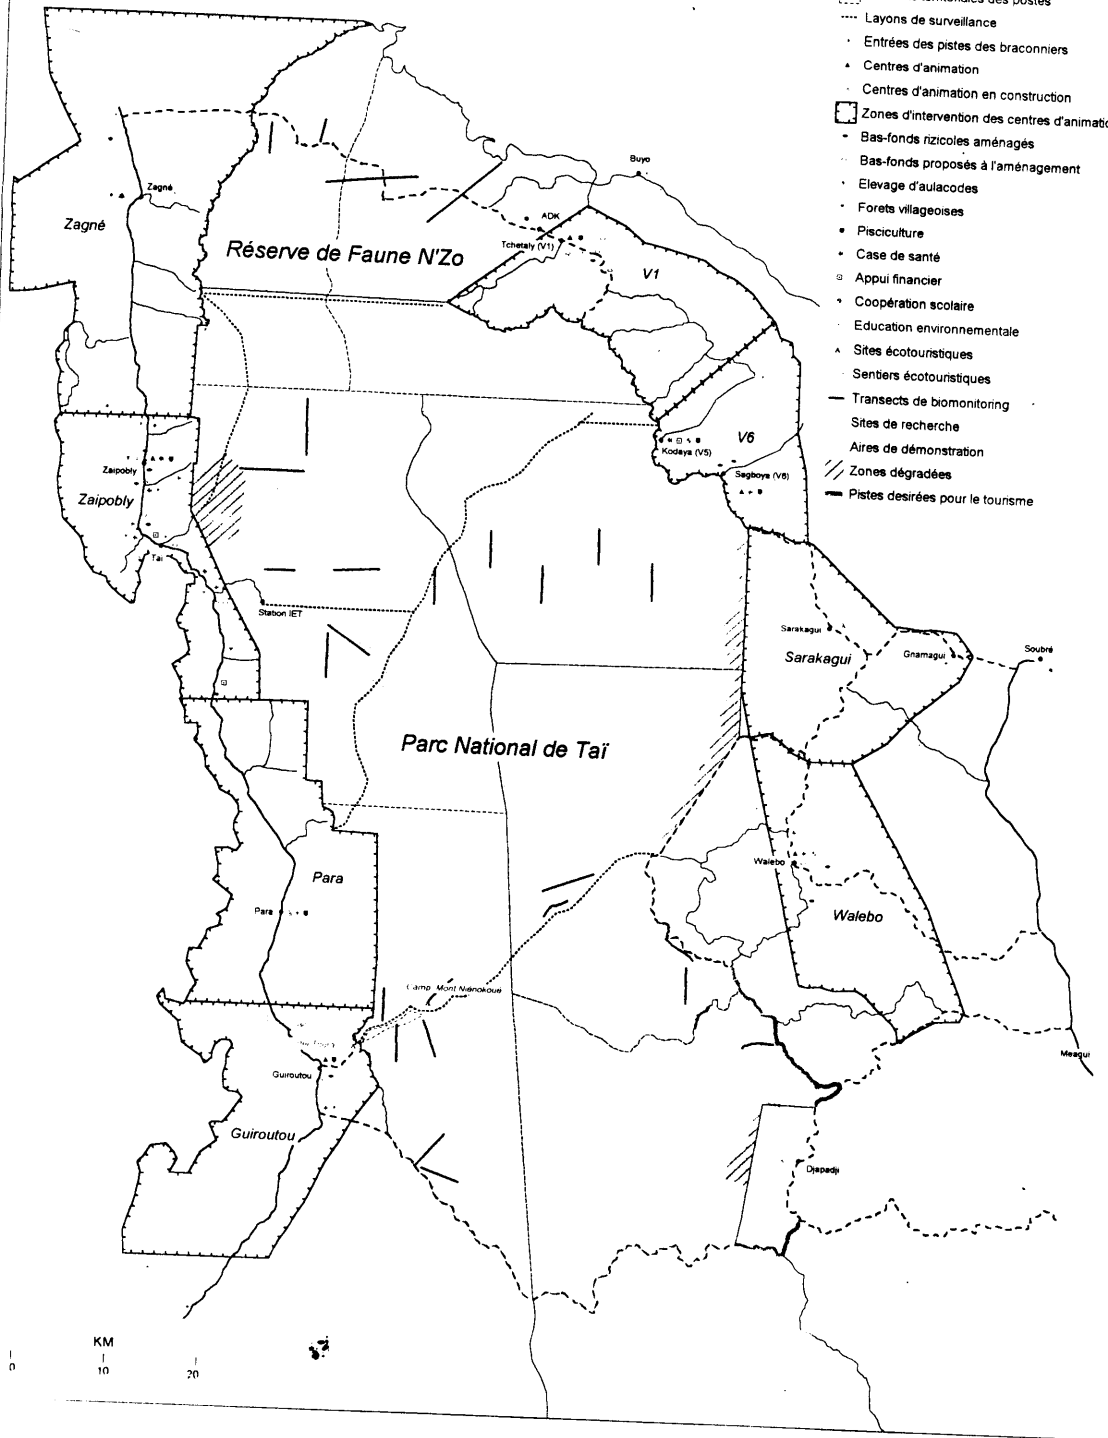 territoriales des postes
Layons de surveillance
Entrées des pistes des braconniers
Centres d'animation
Centres d'animation en construction
Zones d'intervention des centres d'animatio
Bas-fonds rizicoles aménagés
Bas-fonds proposés à l'aménagement
Elevage d'aulacodes
Forets villageoises
Pisciculture
Case de santé
Appui financier
Coopération scolaire
Education environnementale
Sites écotouristiques
Sentiers écotouristiques
Transects de biomonitoring
Sites de recherche
Aires de démonstration
Zones dégradées
Pistes desirées pour le tourisme
Buyo
Zagné
Zagné
ADK
Tchetaly (V1)
Réserve de Faune N'Zo
V1
V6
Kodaya (V5)
Sagboya (V6)
Zaipobly
Zaipobly
Taï
Station IET
Sarakagui
Sarakagui
Gnamagui
Soubré
Parc National de Taï
Walebo
Walebo
Para
Para
Camp Mont Niénokoué
Meagui
Guiroutou
Guiroutou
Djapadji
KM
0 10 20